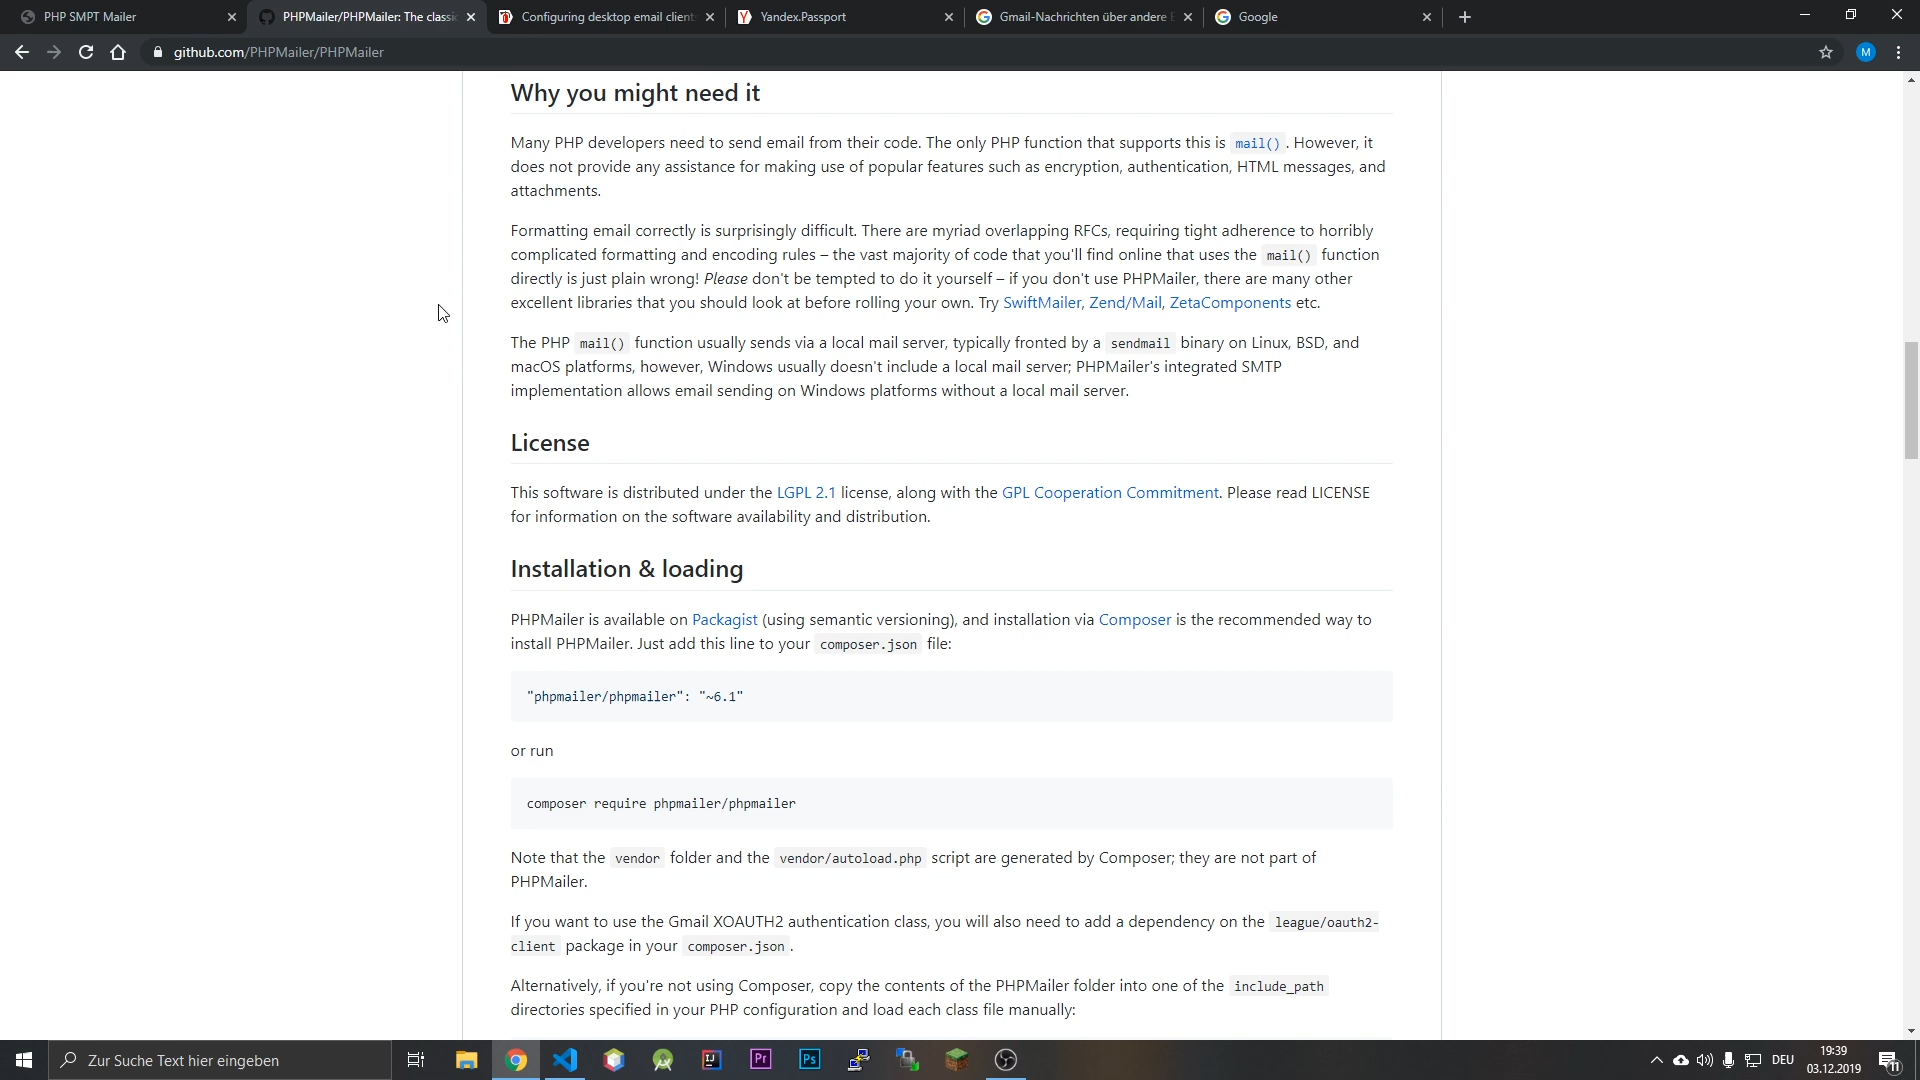 PHP SMPT Mailer
PHPMailer/PHPMailer: The classic
Configuring desktop email client
Yandex.Passport
Gmail-Nachrichten über andere E
Google
github.com/PHPMailer/PHPMailer
M
Why you might need it
Many PHP developers need to send email from their code. The only PHP function that supports this is mail(). However, it
does not provide any assistance for making use of popular features such as encryption, authentication, HTML messages, and
attachments.
Formatting email correctly is surprisingly difficult. There are myriad overlapping RFCs, requiring tight adherence to horribly
complicated formatting and encoding rules – the vast majority of code that you'll find online that uses the mail() function
directly is just plain wrong! Please don't be tempted to do it yourself – if you don't use PHPMailer, there are many other
excellent libraries that you should look at before rolling your own. Try SwiftMailer, Zend/Mail, ZetaComponents etc.
The PHP mail() function usually sends via a local mail server, typically fronted by a sendmail binary on Linux, BSD, and
macOS platforms, however, Windows usually doesn't include a local mail server; PHPMailer's integrated SMTP
implementation allows email sending on Windows platforms without a local mail server.
License
This software is distributed under the LGPL 2.1 license, along with the GPL Cooperation Commitment. Please read LICENSE
for information on the software availability and distribution.
Installation & loading
PHPMailer is available on Packagist (using semantic versioning), and installation via Composer is the recommended way to
install PHPMailer. Just add this line to your composer.json file:
"phpmailer/phpmailer": "~6.1"
or run
composer require phpmailer/phpmailer
Note that the vendor folder and the vendor/autoload.php script are generated by Composer; they are not part of
PHPMailer.
If you want to use the Gmail XOAUTH2 authentication class, you will also need to add a dependency on the league/oauth2-
client package in your composer.json.
Alternatively, if you're not using Composer, copy the contents of the PHPMailer folder into one of the include_path
directories specified in your PHP configuration and load each class file manually:
Zur Suche Text hier eingeben
IJ
Pr
Ps
DEU
19:39
03.12.2019
11